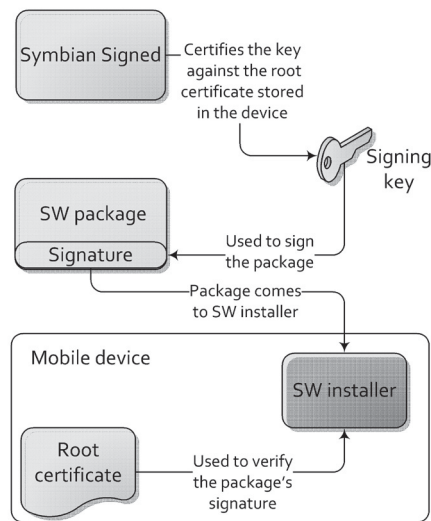 Symbian Signed
Certifies the key
against the root
certificate stored
in the device
Signing
key
SW package
Signature
Used to sign
the package
Package comes
to SW installer
Mobile device
SW installer
Root
certificate
Used to verify
the package's
signature